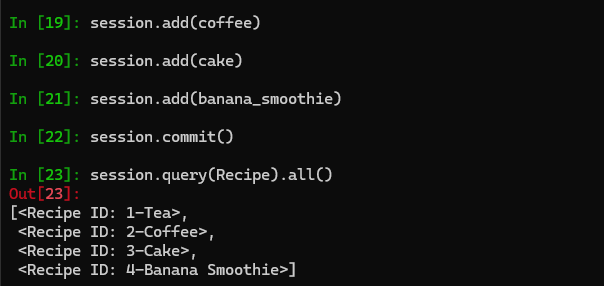 In [19]: session.add(coffee)
In [20]: session.add(cake)
In [21]: session.add(banana_smoothie)
In [22]: session.commit()
In [23]: session.query(Recipe).all()
Out[23]:
[<Recipe ID: 1-Tea>,
 <Recipe ID: 2-Coffee>,
 <Recipe ID: 3-Cake>,
 <Recipe ID: 4-Banana Smoothie>]